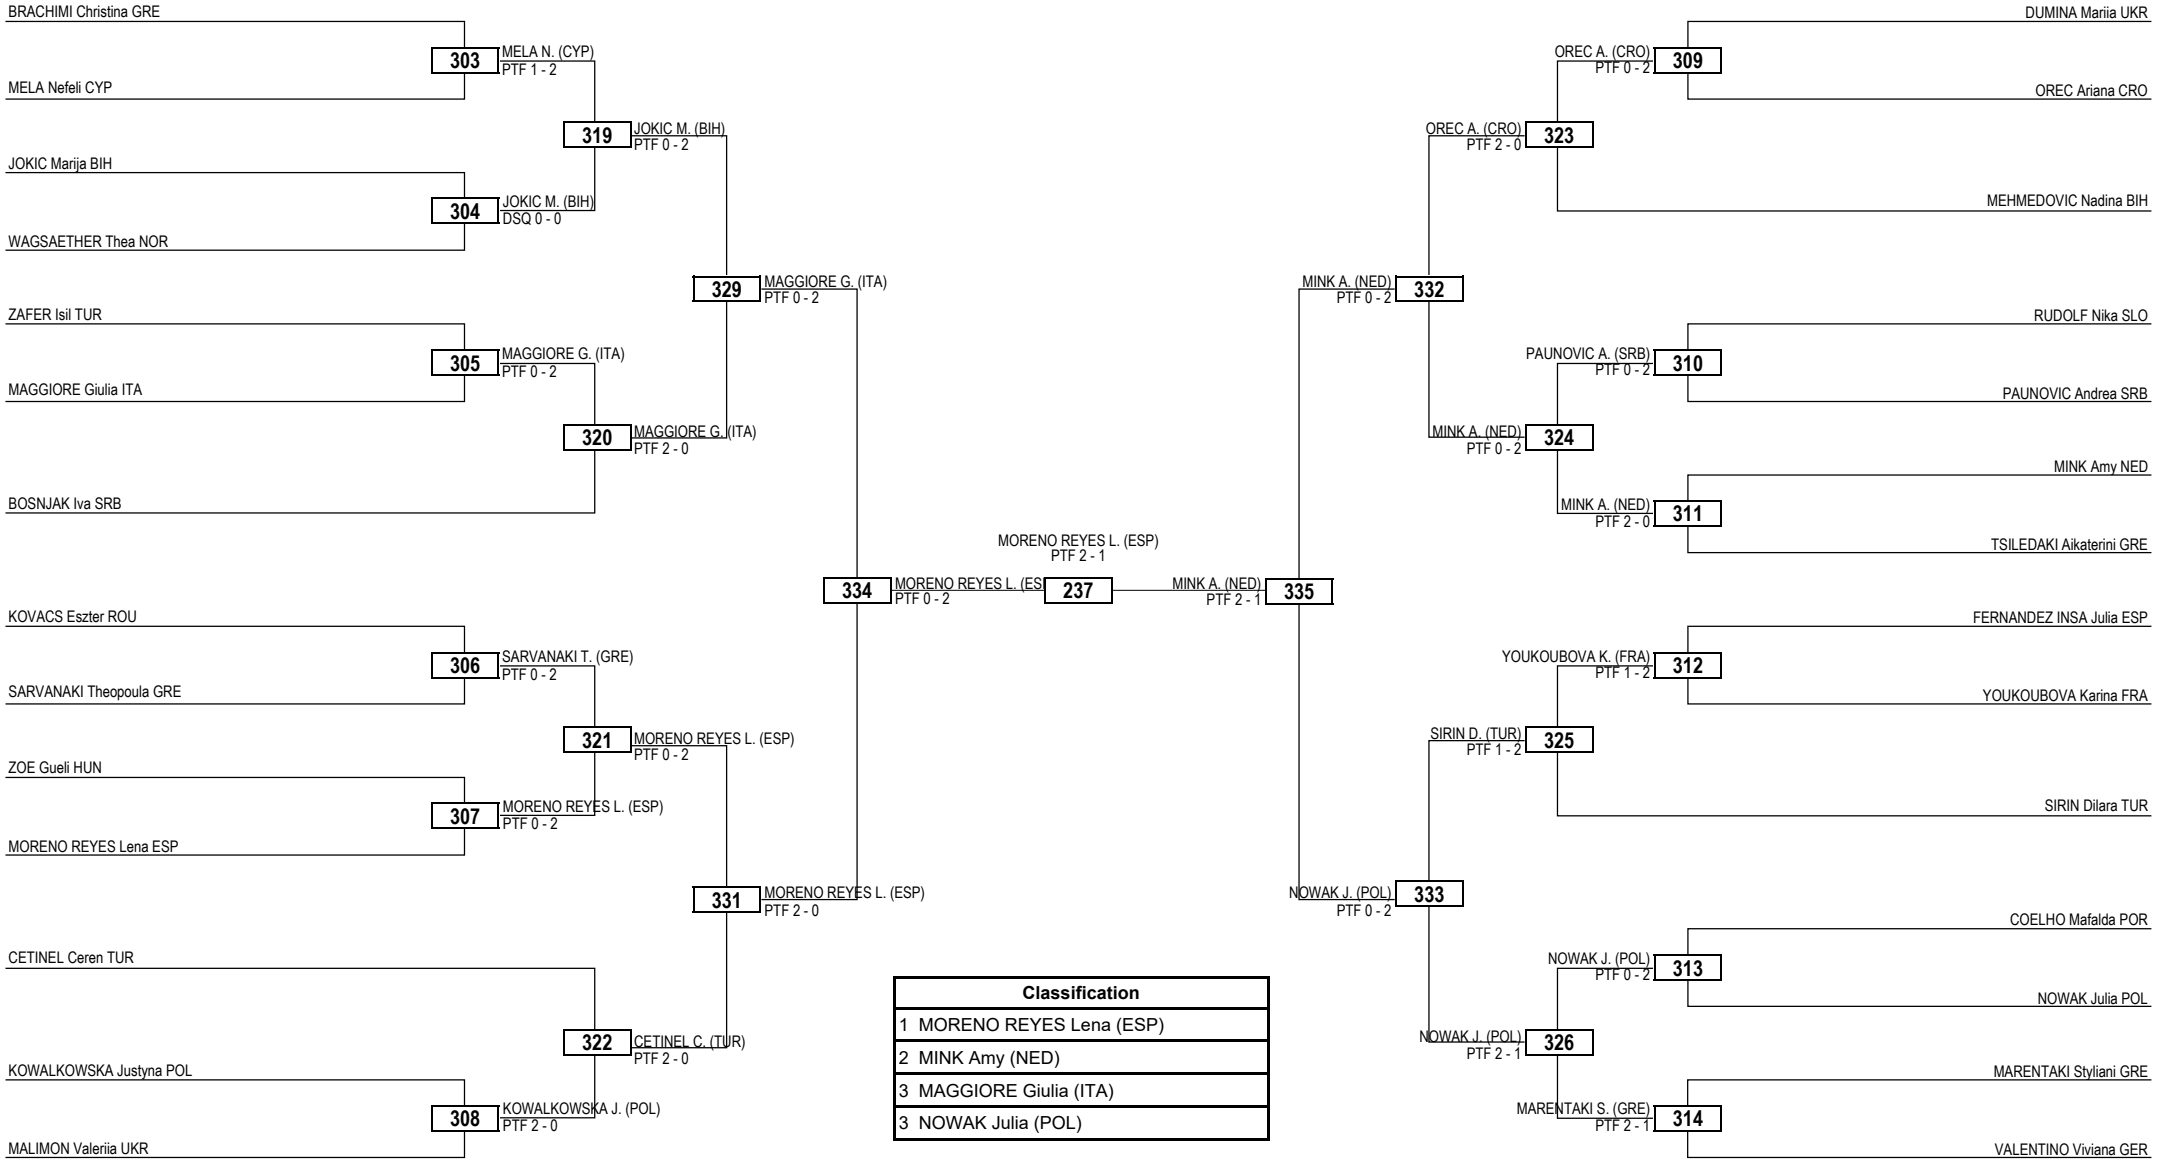 BRACHIMI Christina GRE
303
MELA N. (CYP)
PTF 1 - 2
MELA Nefeli CYP
319
JOKIC M. (BIH)
PTF 0 - 2
JOKIC Marija BIH
304
JOKIC M. (BIH)
DSQ 0 - 0
WAGSAETHER Thea NOR
329
MAGGIORE G. (ITA)
PTF 0 - 2
ZAFER Isil TUR
305
MAGGIORE G. (ITA)
PTF 0 - 2
MAGGIORE Giulia ITA
320
MAGGIORE G. (ITA)
PTF 2 - 0
BOSNJAK Iva SRB
334
MORENO REYES L. (ES
PTF 0 - 2
KOVACS Eszter ROU
306
SARVANAKI T. (GRE)
PTF 0 - 2
SARVANAKI Theopoula GRE
321
MORENO REYES L. (ESP)
PTF 0 - 2
ZOE Gueli HUN
307
MORENO REYES L. (ESP)
PTF 0 - 2
MORENO REYES Lena ESP
331
MORENO REYES L. (ESP)
PTF 2 - 0
CETINEL Ceren TUR
322
CETINEL C. (TUR)
PTF 2 - 0
KOWALKOWSKA Justyna POL
308
KOWALKOWSKA J. (POL)
PTF 2 - 0
MALIMON Valeriia UKR
MORENO REYES L. (ESP)
PTF 2 - 1
237
DUMINA Mariia UKR
OREC A. (CRO)
PTF 0 - 2
309
OREC Ariana CRO
OREC A. (CRO)
PTF 2 - 0
323
MEHMEDOVIC Nadina BIH
MINK A. (NED)
PTF 0 - 2
332
RUDOLF Nika SLO
PAUNOVIC A. (SRB)
PTF 0 - 2
310
PAUNOVIC Andrea SRB
MINK A. (NED)
PTF 0 - 2
324
MINK Amy NED
MINK A. (NED)
PTF 2 - 0
311
TSILEDAKI Aikaterini GRE
MINK A. (NED)
PTF 2 - 1
335
FERNANDEZ INSA Julia ESP
YOUKOUBOVA K. (FRA)
PTF 1 - 2
312
YOUKOUBOVA Karina FRA
SIRIN D. (TUR)
PTF 1 - 2
325
SIRIN Dilara TUR
NOWAK J. (POL)
PTF 0 - 2
333
COELHO Mafalda POR
NOWAK J. (POL)
PTF 0 - 2
313
NOWAK Julia POL
NOWAK J. (POL)
PTF 2 - 1
326
MARENTAKI Styliani GRE
MARENTAKI S. (GRE)
PTF 2 - 1
314
VALENTINO Viviana GER
Classification
1 MORENO REYES Lena (ESP)
2 MINK Amy (NED)
3 MAGGIORE Giulia (ITA)
3 NOWAK Julia (POL)